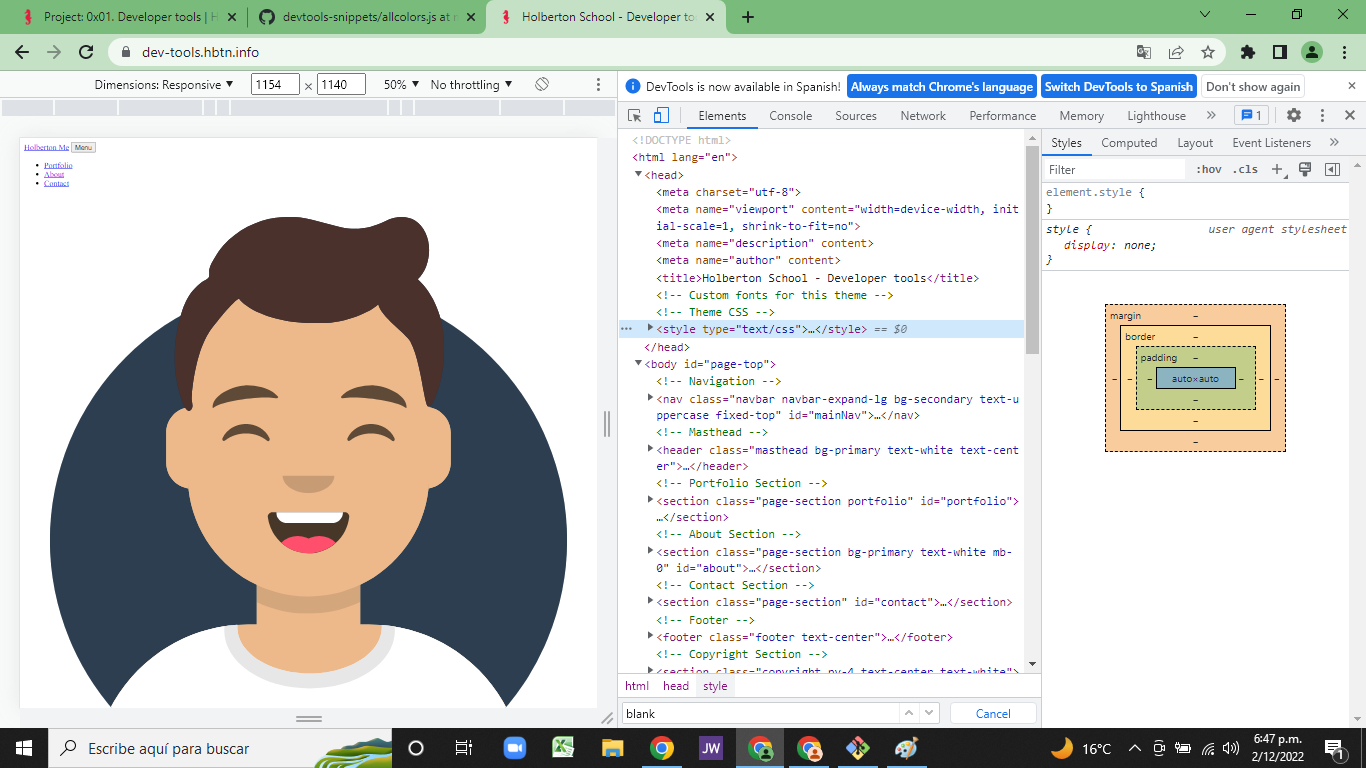 Project: 0x01. Developer tools | H
devtools-snippets/allcolors.js at m
Holberton School - Developer to
dev-tools.hbtn.info
Dimensions: Responsive
1154
×
1140
50%
No throttling
DevTools is now available in Spanish!
Always match Chrome's language
Switch DevTools to Spanish
Don't show again
Elements
Console
Sources
Network
Performance
Memory
Lighthouse
1
Holberton Me
Menu
Portfolio
About
Contact
<!DOCTYPE html>
<html lang="en">
<head>
<meta charset="utf-8">
<meta name="viewport" content="width=device-width, init
ial-scale=1, shrink-to-fit=no">
<meta name="description" content>
<meta name="author" content>
<title>Holberton School - Developer tools</title>
<!-- Custom fonts for this theme -->
<!-- Theme CSS -->
<style type="text/css">…</style> == $0
</head>
<body id="page-top">
<!-- Navigation -->
<nav class="navbar navbar-expand-lg bg-secondary text-u
ppercase fixed-top" id="mainNav">…</nav>
<!-- Masthead -->
<header class="masthead bg-primary text-white text-cent
er">…</header>
<!-- Portfolio Section -->
<section class="page-section portfolio" id="portfolio">
…</section>
<!-- About Section -->
<section class="page-section bg-primary text-white mb-
0" id="about">…</section>
<!-- Contact Section -->
<section class="page-section" id="contact">…</section>
<!-- Footer -->
<footer class="footer text-center">…</footer>
<!-- Copyright Section -->
<section class="copyright py-4 text-center text-white">
html head style
blank
Cancel
Styles
Computed
Layout
Event Listeners
Filter
:hov
.cls
element.style {
}
style {
user agent stylesheet
display: none;
}
margin
border
padding
auto×auto
Escribe aquí para buscar
JW
16°C
6:47 p.m.
2/12/2022
1